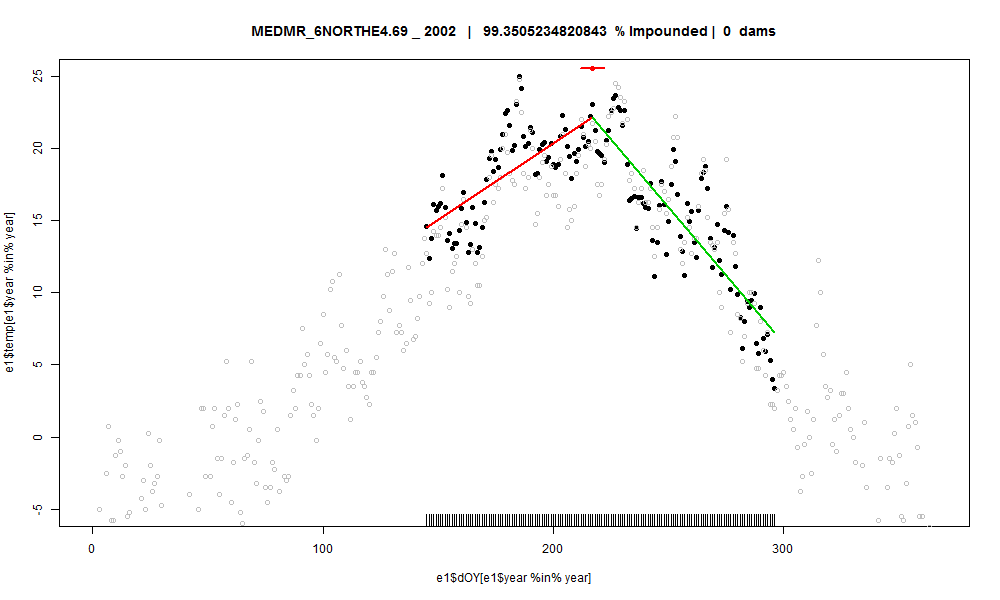 MEDMR_6NORTHE4.69 _ 2002 | 99.3505234820843 % Impounded | 0 dams
25
20
15
10
5
0
-5
e1$temp[e1$year %in% year]
0 100 200 300
e1$dOY[e1$year %in% year]